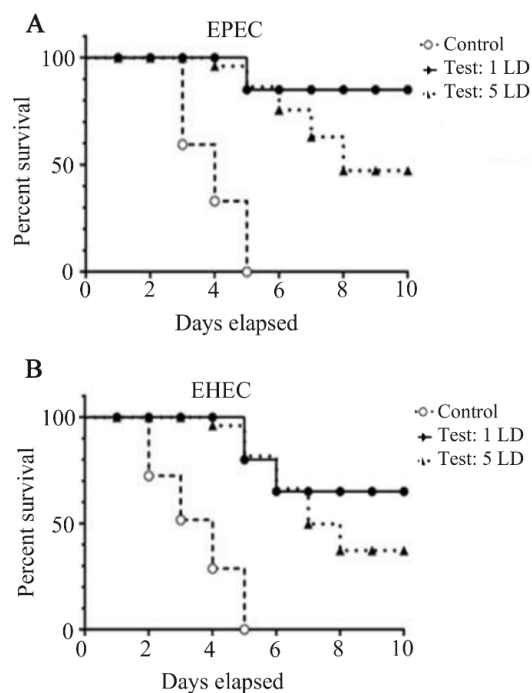 A
EPEC
Control
Test: 1 LD
Test: 5 LD
Percent survival
100
50
0
0 2 4 6 8 10
Days elapsed
B
EHEC
Control
Test: 1 LD
Test: 5 LD
Percent survival
100
50
0
0 2 4 6 8 10
Days elapsed